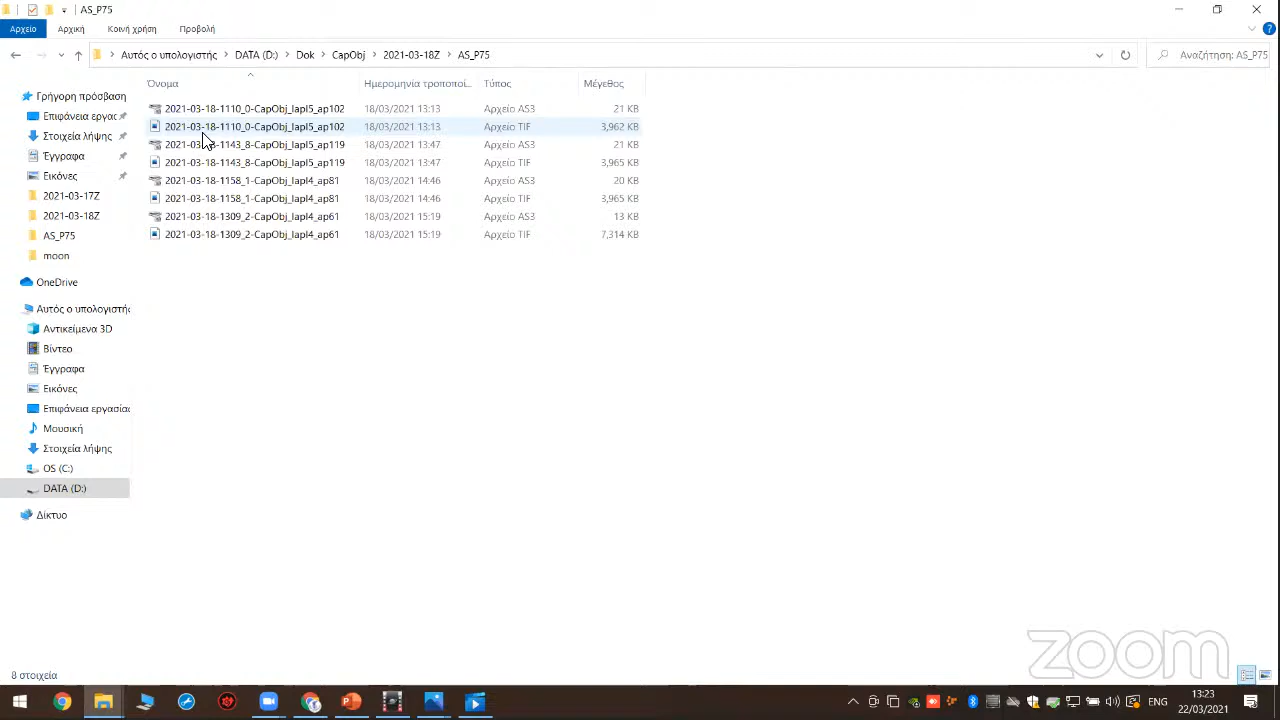 AS_P75
Αρχείο Αρχική Κοινή χρήση Προβολή
Αυτός ο υπολογιστής DATA (D:) Dok CapObj 2021-03-18Z AS_P75 Αναζήτηση: AS_P75
Όνομα Ημερομηνία τροποποί... Τύπος Μέγεθος
2021-03-18-1110_0-CapObj_lapl5_ap102 18/03/2021 13:13 Αρχείο AS3 21 KB
2021-03-18-1110_0-CapObj_lapl5_ap102 18/03/2021 13:13 Αρχείο TIF 3,962 KB
2021-03-18-1143_8-CapObj_lapl5_ap119 18/03/2021 13:47 Αρχείο AS3 21 KB
2021-03-18-1143_8-CapObj_lapl5_ap119 18/03/2021 13:47 Αρχείο TIF 3,965 KB
2021-03-18-1158_1-CapObj_lapl4_ap81 18/03/2021 14:46 Αρχείο AS3 20 KB
2021-03-18-1158_1-CapObj_lapl4_ap81 18/03/2021 14:46 Αρχείο TIF 3,965 KB
2021-03-18-1309_2-CapObj_lapl4_ap61 18/03/2021 15:19 Αρχείο AS3 13 KB
2021-03-18-1309_2-CapObj_lapl4_ap61 18/03/2021 15:19 Αρχείο TIF 7,314 KB
Γρήγορη πρόσβαση
Επιφάνεια εργας
Στοιχεία λήψης
Έγγραφα
Εικόνες
2021-03-17Z
2021-03-18Z
AS_P75
moon
OneDrive
Αυτός ο υπολογιστής
Αντικείμενα 3D
Βίντεο
Έγγραφα
Εικόνες
Επιφάνεια εργασίας
Μουσική
Στοιχεία λήψης
OS (C:)
DATA (D:)
Δίκτυο
8 στοιχεία
zoom
ENG
13:23
22/03/2021